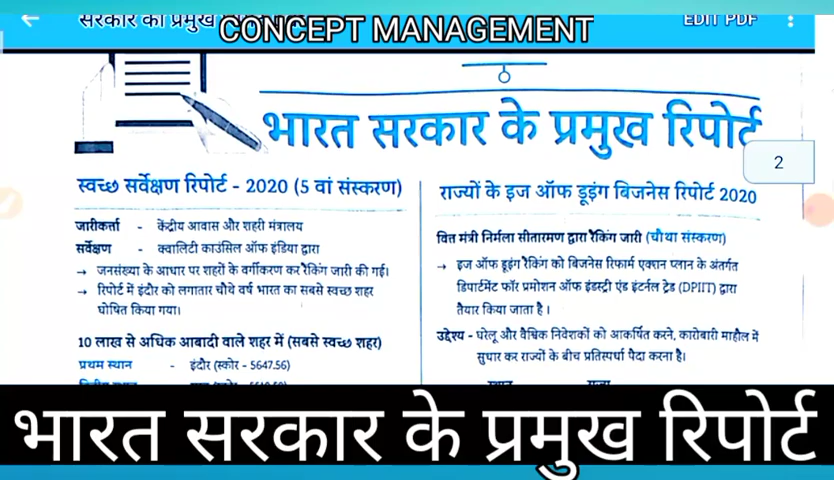 सरकार की प्रमुख
CONCEPT MANAGEMENT
EDIT PDF
भारत सरकार के प्रमुख रिपोर्ट
2
स्वच्छ सर्वेक्षण रिपोर्ट - 2020 (5 वां संस्करण)
जारीकर्त्ता - केंद्रीय आवास और शहरी मंत्रालय
सर्वेक्षण - क्वालिटी काउंसिल ऑफ इंडिया द्वारा
→ जनसंख्या के आधार पर शहरों के वर्गीकरण कर रैंकिंग जारी की गई।
→ रिपोर्ट में इंदौर को लगातार चौथे वर्ष भारत का सबसे स्वच्छ शहर
घोषित किया गया।
10 लाख से अधिक आबादी वाले शहर में (सबसे स्वच्छ शहर)
प्रथम स्थान - इंदौर (स्कोर - 5647.56)
राज्यों के इज ऑफ डूइंग बिजनेस रिपोर्ट 2020
वित्त मंत्री निर्मला सीतारमण द्वारा रैंकिंग जारी (चौथा संस्करण)
→ इज ऑफ डूइंग रैंकिंग को बिजनेस रिफार्म एक्शन प्लान के अंतर्गत
डिपार्टमेंट फॉर प्रमोशन ऑफ इंडस्ट्री एंड इंटर्नल ट्रेड (DPIIT) द्वारा
तैयार किया जाता है।
उद्देश्य - घरेलू और वैश्विक निवेशकों को आकर्षित करने, कारोबारी माहौल में
सुधार कर राज्यों के बीच प्रतिस्पर्धा पैदा करना है।
भारत सरकार के प्रमुख रिपोर्ट